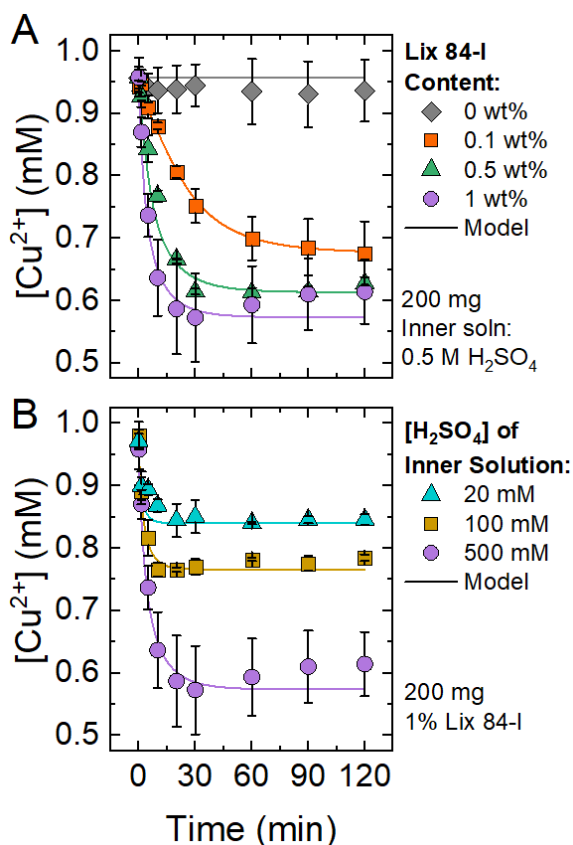 A
Lix 84-I
Content:
0 wt%
0.1 wt%
0.5 wt%
1 wt%
Model
200 mg
Inner soln:
0.5 M H₂SO₄
[Cu²⁺] (mM)
1.0
0.9
0.8
0.7
0.6
0.5
B
[H₂SO₄] of
Inner Solution:
20 mM
100 mM
500 mM
Model
200 mg
1% Lix 84-I
[Cu²⁺] (mM)
1.0
0.9
0.8
0.7
0.6
0.5
0 30 60 90 120
Time (min)